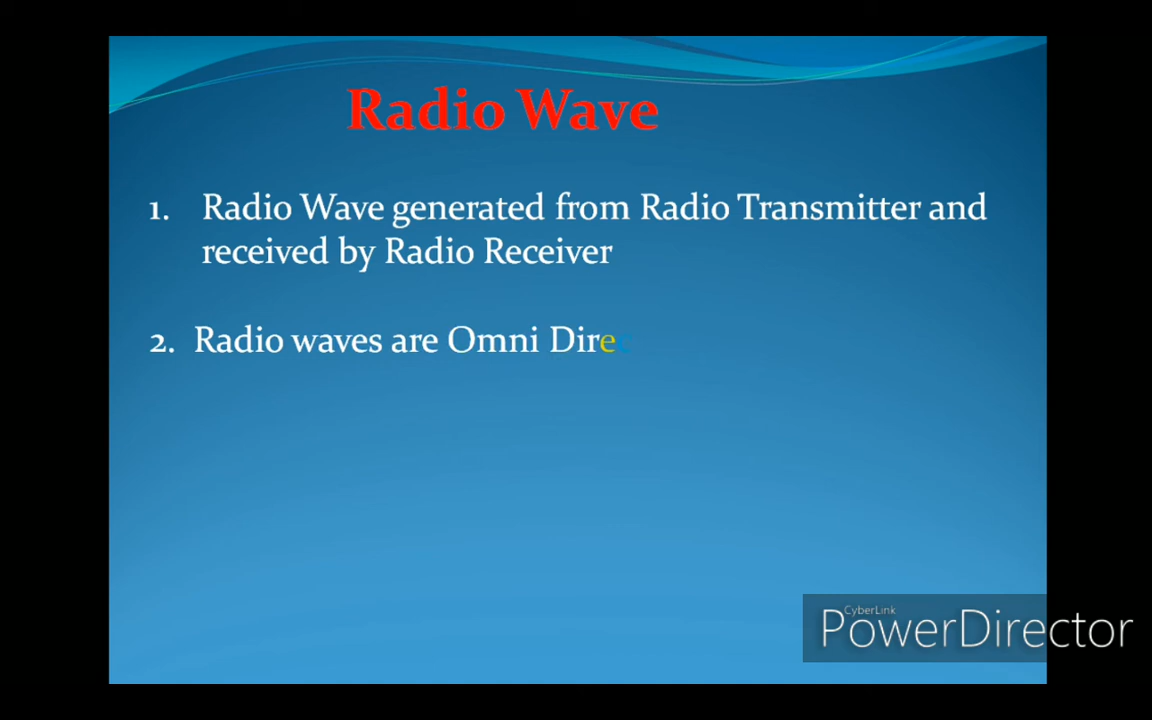 Radio Wave
1. Radio Wave generated from Radio Transmitter and
received by Radio Receiver
2. Radio waves are Omni Direc
CyberLink
PowerDirector